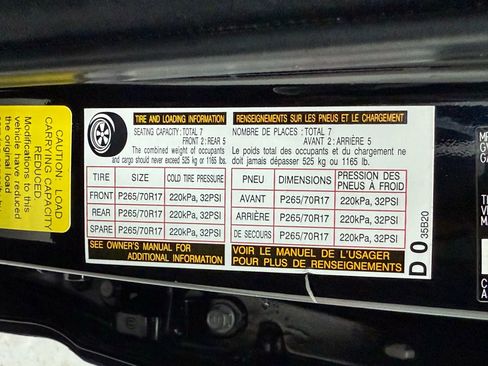 CAUTION LOAD
CARRYING CAPACITY
REDUCED
Modifications to this
vehicle have reduced
the original load
TIRE AND LOADING INFORMATION
SEATING CAPACITY: TOTAL 7
FRONT 2: REAR 5
The combined weight of occupants
and cargo should never exceed 525 kg or 1165 lbs.
TIRE SIZE COLD TIRE PRESSURE
FRONT P265/70R17 220kPa, 32PSI
REAR P265/70R17 220kPa, 32PSI
SPARE P265/70R17 220kPa, 32PSI
SEE OWNER'S MANUAL FOR
ADDITIONAL INFORMATION
RENSEIGNEMENTS SUR LES PNEUS ET LE CHARGEMENT
NOMBRE DE PLACES: TOTAL 7
AVANT 2: ARRIÈRE 5
Le poids total des occupants et du chargement ne
doit jamais dépasser 525 kg ou 1165 lb.
PNEU DIMENSIONS PRESSION DES
PNEUS À FROID
AVANT P265/70R17 220kPa, 32PSI
ARRIÈRE P265/70R17 220kPa, 32PSI
DE SECOURS P265/70R17 220kPa, 32PSI
VOIR LE MANUEL DE L'USAGER
POUR PLUS DE RENSEIGNEMENTS
D0
35B20